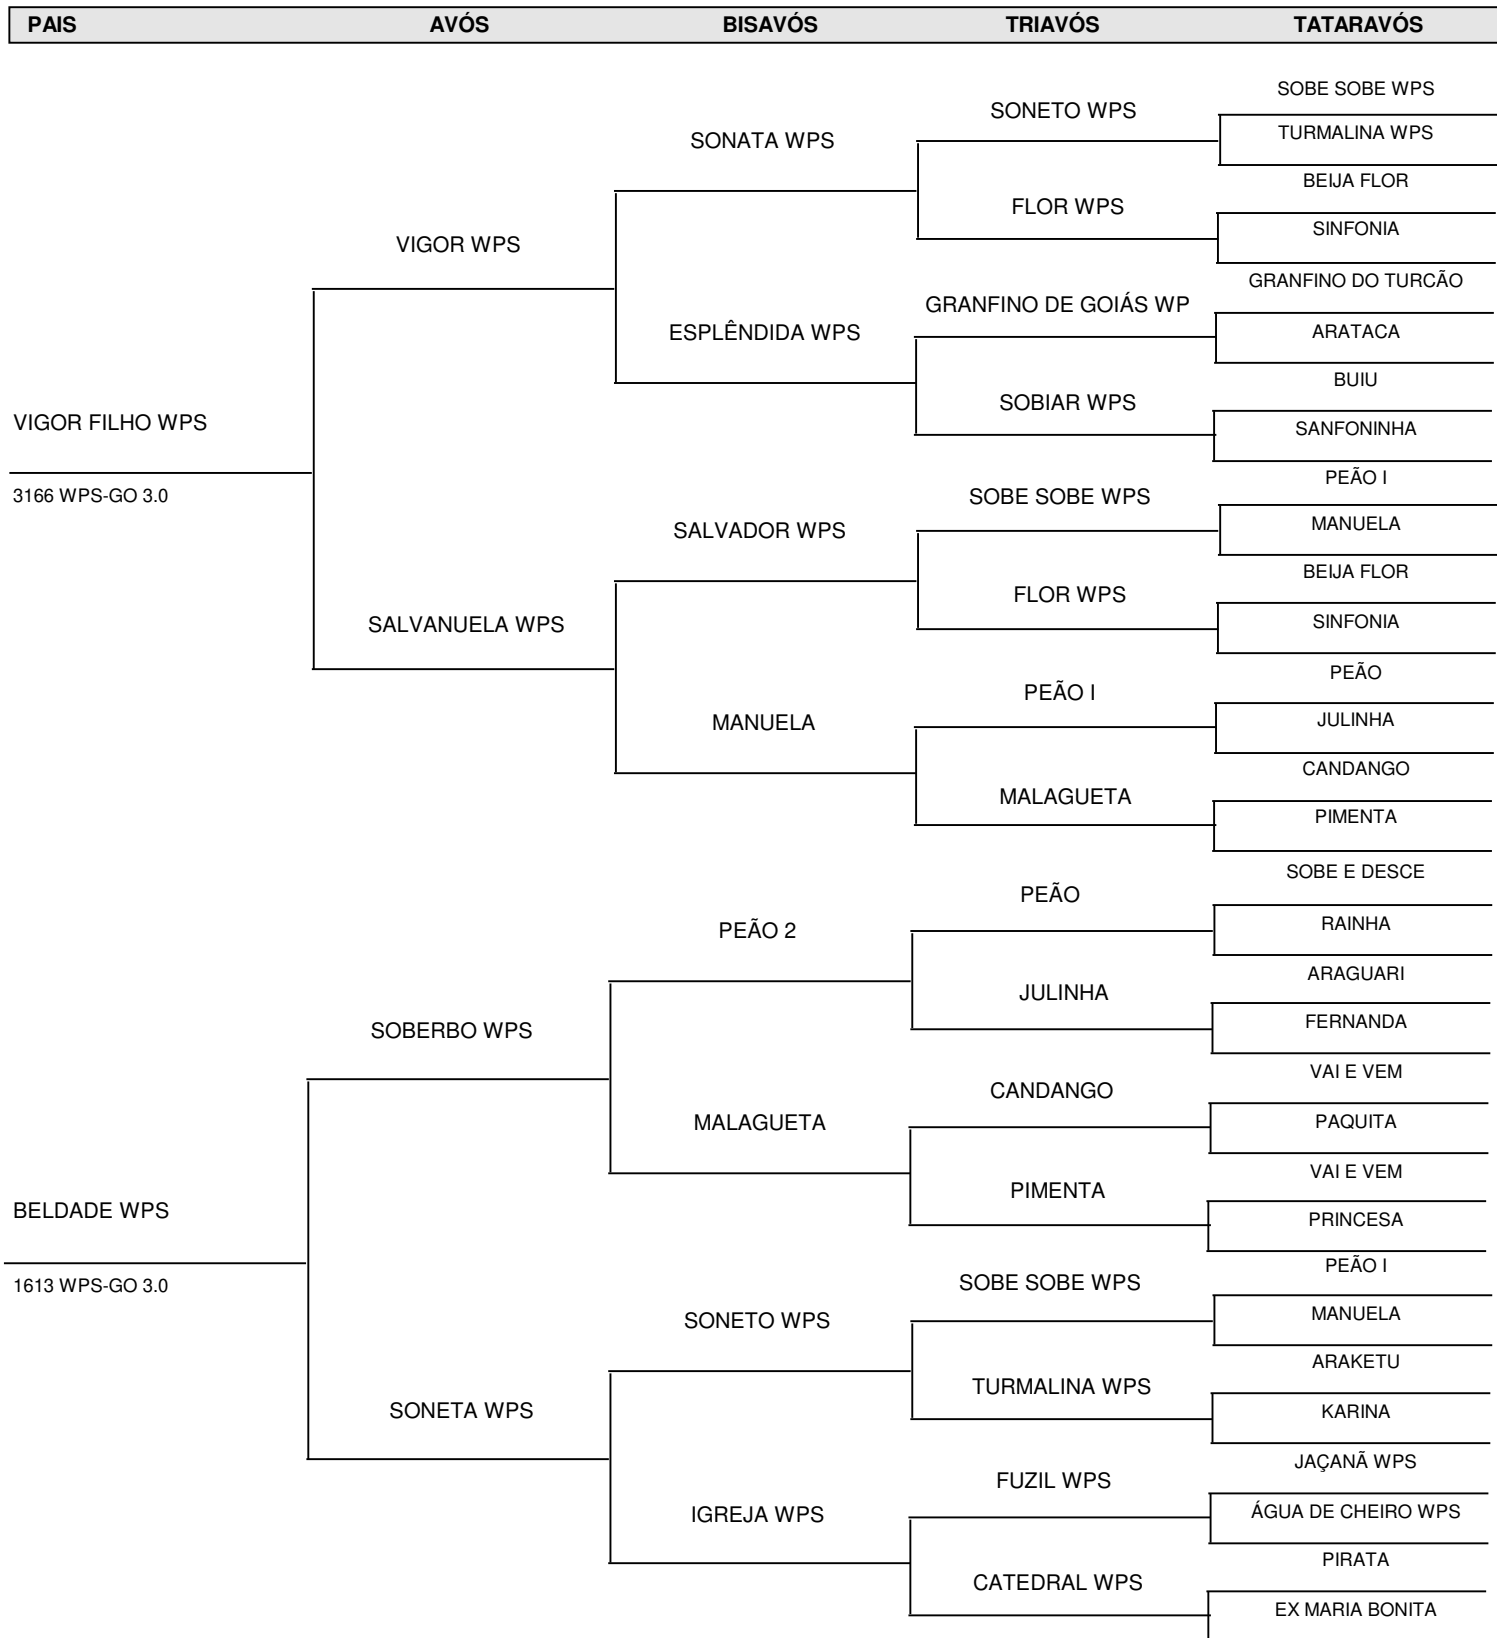 PAIS AVÓS BISAVÓS TRIAVÓS TATARAVÓS
SOBE SOBE WPS
SONETO WPS
TURMALINA WPS
SONATA WPS
BEIJA FLOR
FLOR WPS
SINFONIA
VIGOR WPS
GRANFINO DO TURCÃO
GRANFINO DE GOIÁS WP
ARATACA
ESPLÊNDIDA WPS
BUIU
SOBIAR WPS
VIGOR FILHO WPS
SANFONINHA
PEÃO I
3166 WPS-GO 3.0
SOBE SOBE WPS
MANUELA
SALVADOR WPS
BEIJA FLOR
FLOR WPS
SINFONIA
SALVANUELA WPS
PEÃO
PEÃO I
JULINHA
MANUELA
CANDANGO
MALAGUETA
PIMENTA
SOBE E DESCE
PEÃO
RAINHA
PEÃO 2
ARAGUARI
JULINHA
FERNANDA
SOBERBO WPS
VAI E VEM
CANDANGO
PAQUITA
MALAGUETA
VAI E VEM
PIMENTA
BELDADE WPS
PRINCESA
PEÃO I
1613 WPS-GO 3.0
SOBE SOBE WPS
MANUELA
SONETO WPS
ARAKETU
TURMALINA WPS
SONETA WPS
KARINA
JAÇANÃ WPS
FUZIL WPS
ÁGUA DE CHEIRO WPS
IGREJA WPS
PIRATA
CATEDRAL WPS
EX MARIA BONITA